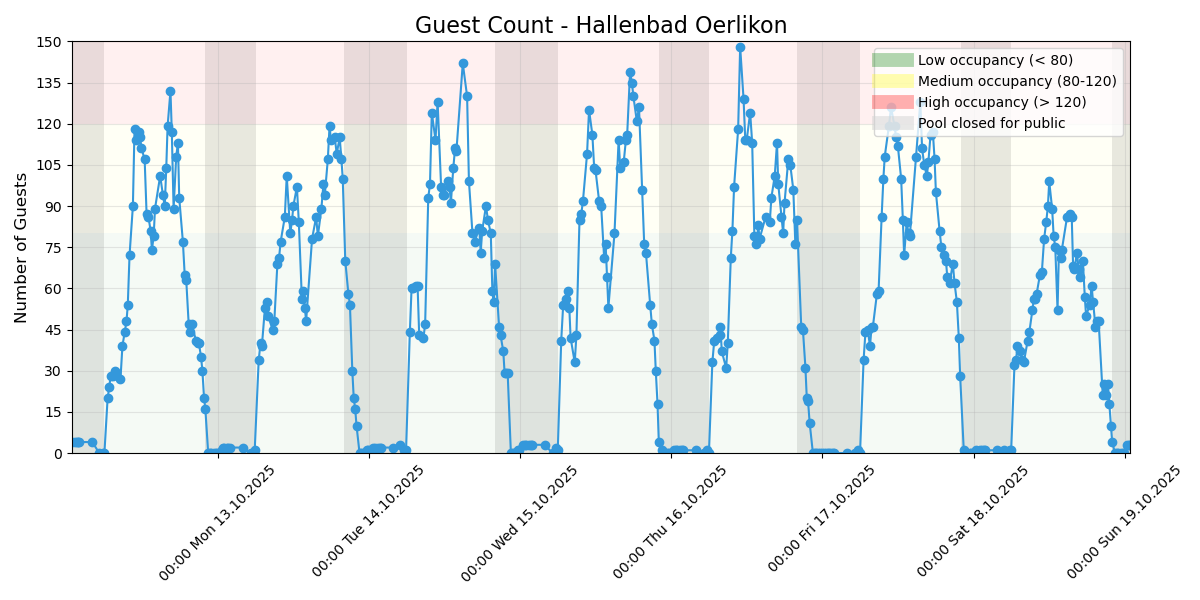 Guest Count - Hallenbad Oerlikon
Number of Guests
150
135
120
105
90
75
60
45
30
15
0
Low occupancy (< 80)
Medium occupancy (80-120)
High occupancy (> 120)
Pool closed for public
00:00 Mon 13.10.2025
00:00 Tue 14.10.2025
00:00 Wed 15.10.2025
00:00 Thu 16.10.2025
00:00 Fri 17.10.2025
00:00 Sat 18.10.2025
00:00 Sun 19.10.2025